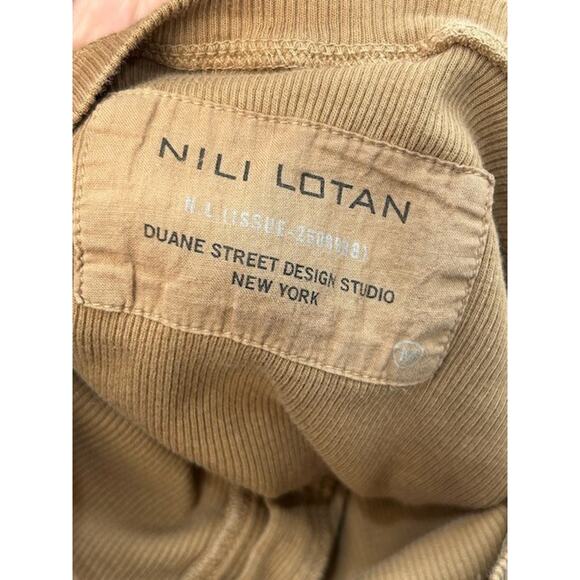 NILI LOTAN
DUANE STREET DESIGN STUDIO
NEW YORK